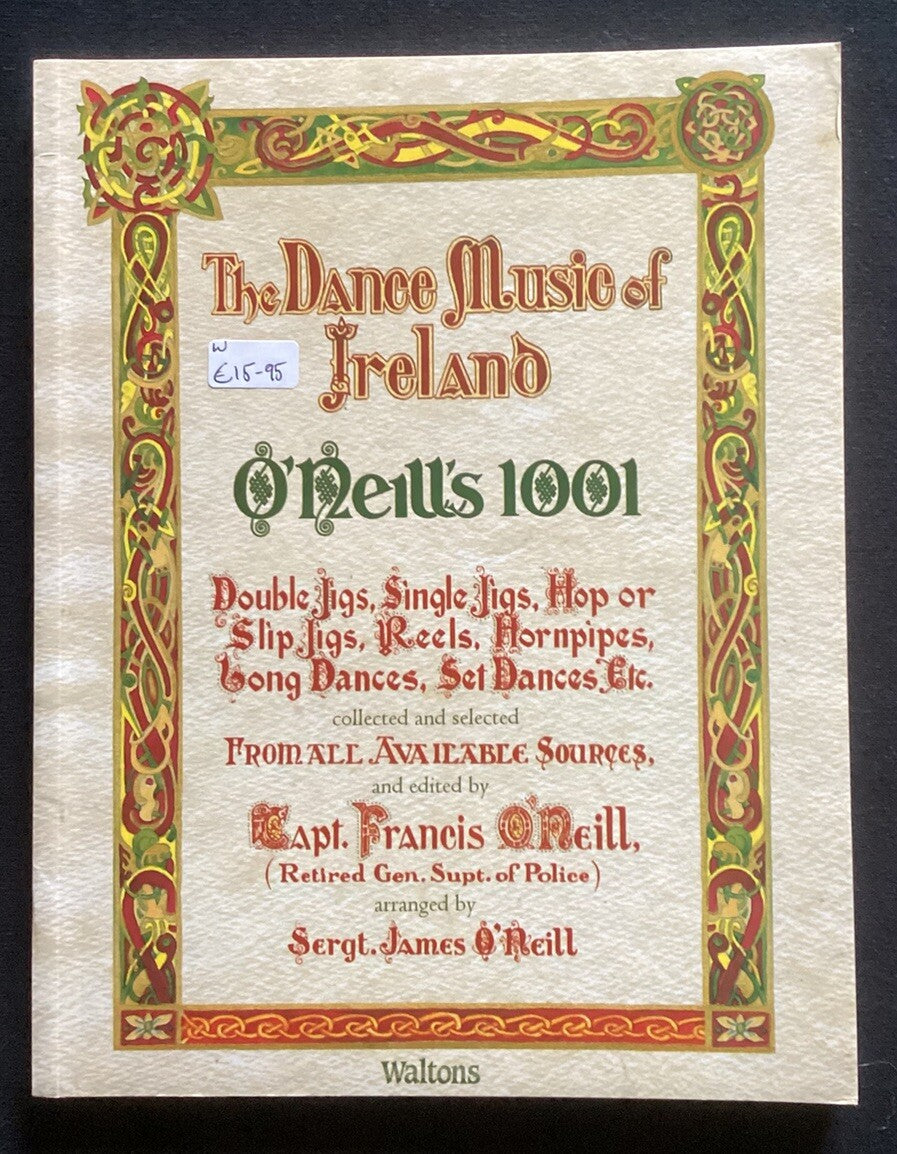 The Dance Music of
Ireland
W
€15-95
O'Neill's 1001
Double Jigs, Single Jigs, Hop or
Slip Jigs, Reels, Hornpipes,
Long Dances, Set Dances, Etc.
collected and selected
From all Available Sources,
and edited by
Capt. Francis O'Neill,
(Retired Gen. Supt. of Police)
arranged by
Sergt. James O'Neill
Waltons